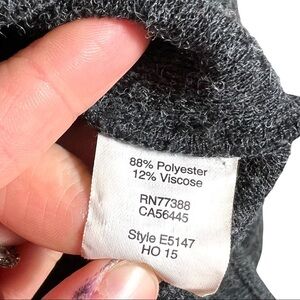 88% Polyester
12% Viscose
RN77388
CA56445
Style E5147
HO 15